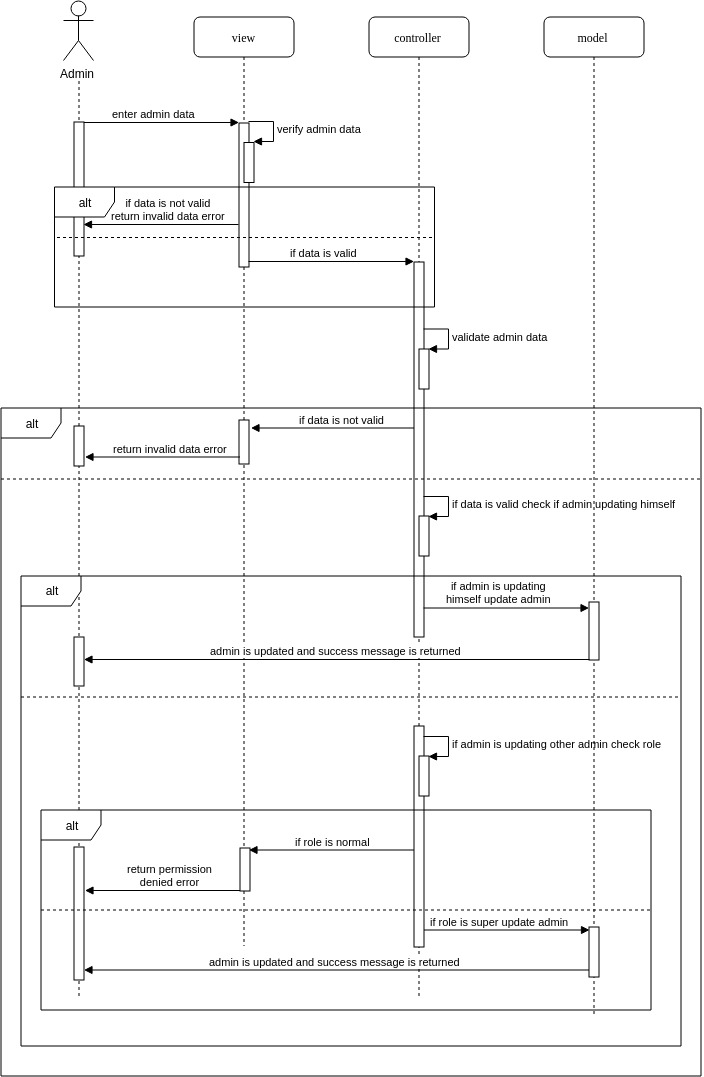 view
controller
model
Admin
enter admin data
verify admin data
alt
if data is not valid
return invalid data error
if data is valid
validate admin data
alt
if data is not valid
return invalid data error
if data is valid check if admin updating himself
alt
if admin is updating
himself update admin
admin is updated and success message is returned
if admin is updating other admin check role
alt
if role is normal
return permission
denied error
if role is super update admin
admin is updated and success message is returned